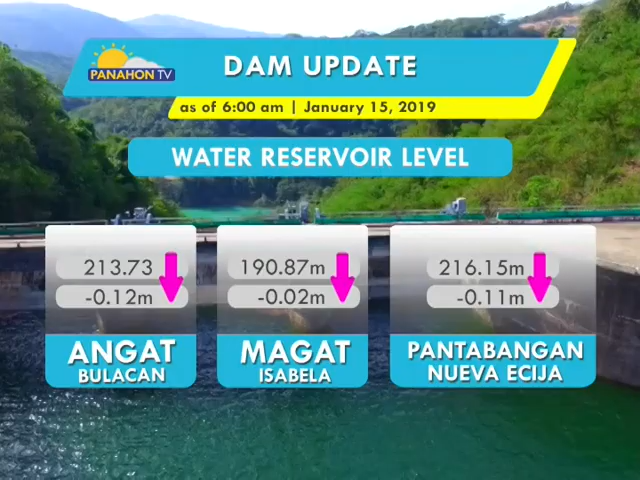 PANAHON TV
DAM UPDATE
as of 6:00 am | January 15, 2019
WATER RESERVOIR LEVEL
213.73
-0.12m
ANGAT
BULACAN
190.87m
-0.02m
MAGAT
ISABELA
216.15m
-0.11m
PANTABANGAN
NUEVA ECIJA